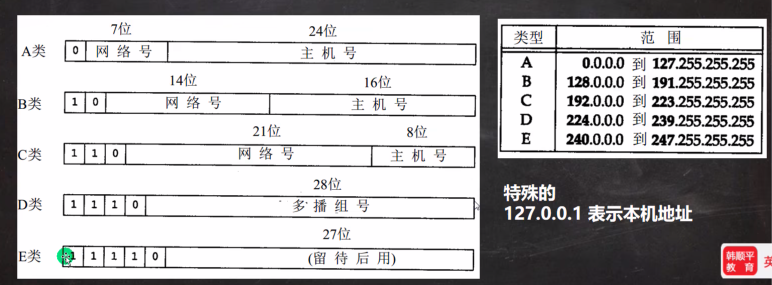 7位 24位
A类 0 网络号 主机号
14位 16位
B类 1 0 网络号 主机号
21位 8位
C类 1 1 0 网络号 主机号
28位
D类 1 1 1 0 多播组号
27位
E类 1 1 1 1 0 (留待后用)
类型 范围
A 0.0.0.0 到 127.255.255.255
B 128.0.0.0 到 191.255.255.255
C 192.0.0.0 到 223.255.255.255
D 224.0.0.0 到 239.255.255.255
E 240.0.0.0 到 247.255.255.255
特殊的
127.0.0.1 表示本机地址
韩顺平
教育
英